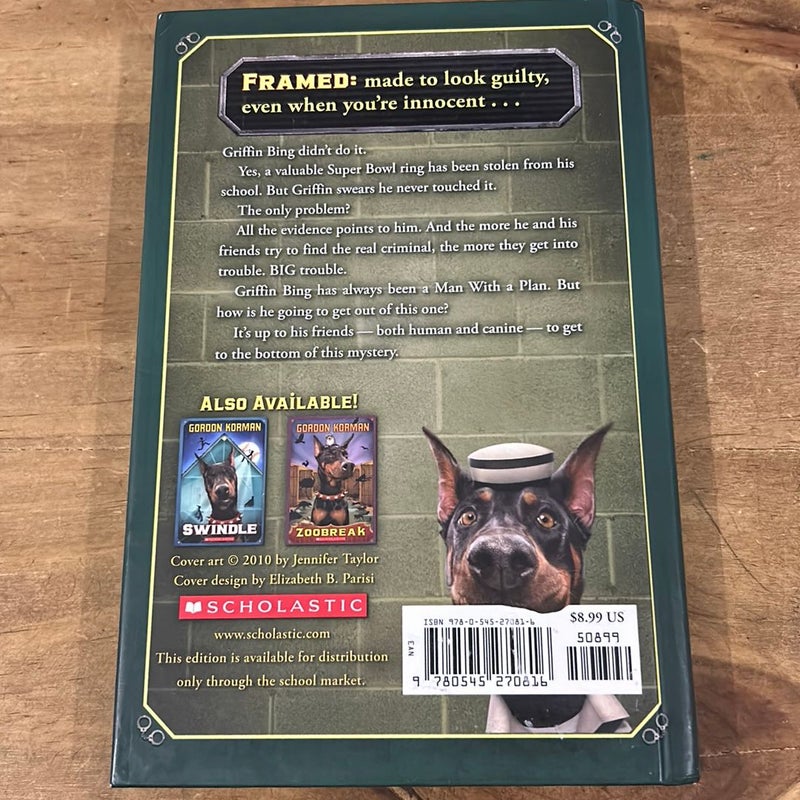 FRAMED: made to look guilty,
even when you're innocent . . .
Griffin Bing didn't do it.
Yes, a valuable Super Bowl ring has been stolen from his
school. But Griffin swears he never touched it.
The only problem?
All the evidence points to him. And the more he and his
friends try to find the real criminal, the more they get into
trouble. BIG trouble.
Griffin Bing has always been a Man With a Plan. But
how is he going to get out of this one?
It's up to his friends — both human and canine — to get
to the bottom of this mystery.
ALSO AVAILABLE!
GORDON KORMAN
SWINDLE
GORDON KORMAN
ZOOBREAK
Cover art © 2010 by Jennifer Taylor
Cover design by Elizabeth B. Parisi
SCHOLASTIC
www.scholastic.com
This edition is available for distribution
only through the school market.
ISBN 978-0-545-27081-6
$8.99 US
50899
EAN
9 780545 270816